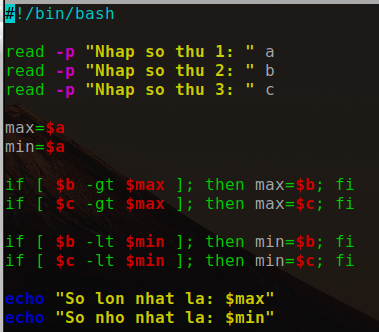 #!/bin/bash
read -p "Nhap so thu 1: " a
read -p "Nhap so thu 2: " b
read -p "Nhap so thu 3: " c
max=$a
min=$a
if [ $b -gt $max ]; then max=$b; fi
if [ $c -gt $max ]; then max=$c; fi
if [ $b -lt $min ]; then min=$b; fi
if [ $c -lt $min ]; then min=$c; fi
echo "So lon nhat la: $max"
echo "So nho nhat la: $min"